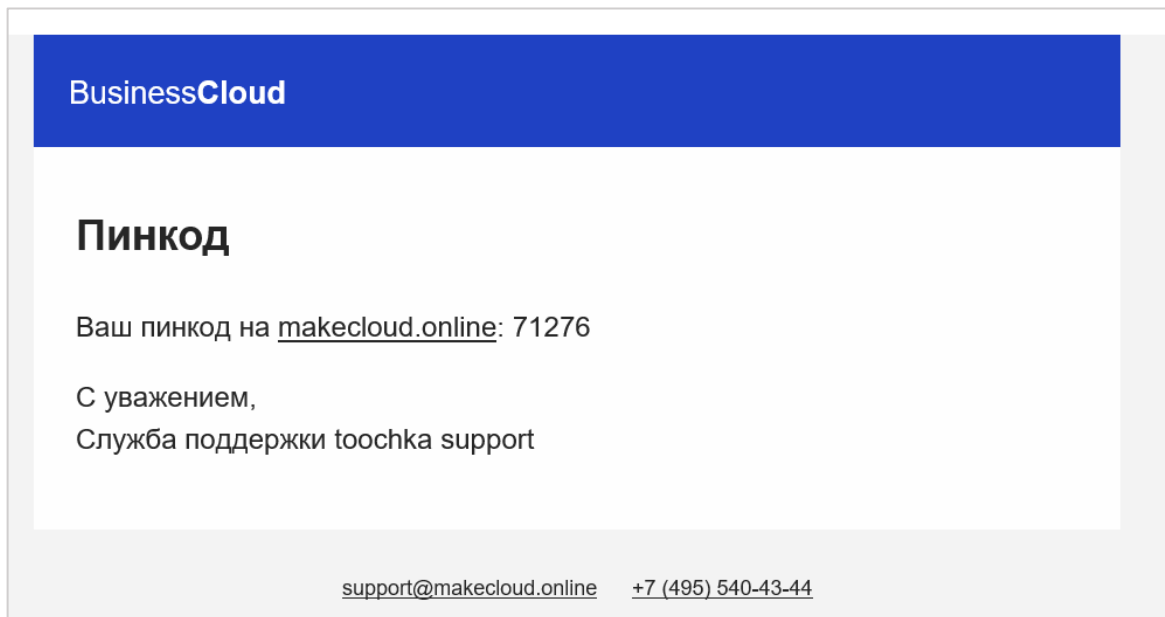 BusinessCloud
Пинкод
Ваш пинкод на makecloud.online: 71276
С уважением,
Служба поддержки toochka support
support@makecloud.online +7 (495) 540-43-44